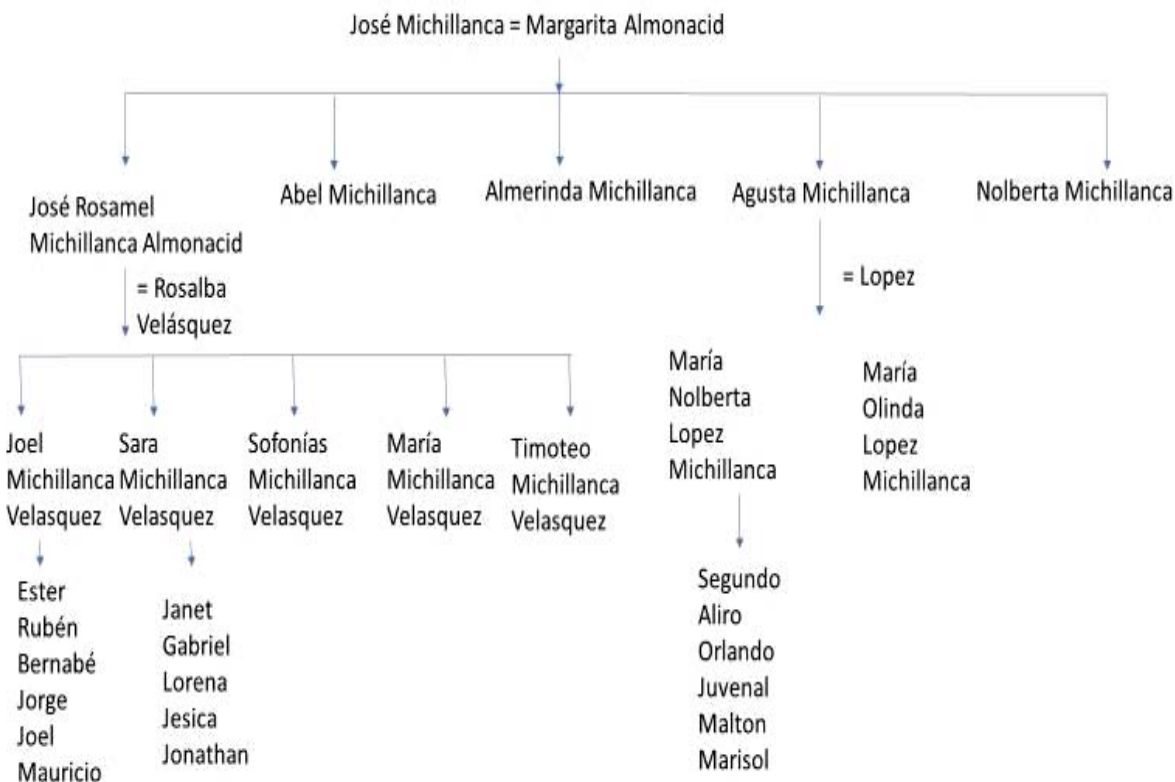 José Michillanca = Margarita Almonacid
José Rosamel
Michillanca Almonacid
Abel Michillanca
Almerinda Michillanca
Agusta Michillanca
Nolberta Michillanca
= Rosalba
Velásquez
= Lopez
Joel
Michillanca
Velasquez
Sara
Michillanca
Velasquez
Sofonías
Michillanca
Velasquez
María
Michillanca
Velasquez
Timoteo
Michillanca
Velasquez
María
Nolberta
Lopez
Michillanca
María
Olinda
Lopez
Michillanca
Ester
Rubén
Bernabé
Jorge
Joel
Mauricio
Janet
Gabriel
Lorena
Jesica
Jonathan
Segundo
Aliro
Orlando
Juvenal
Malton
Marisol